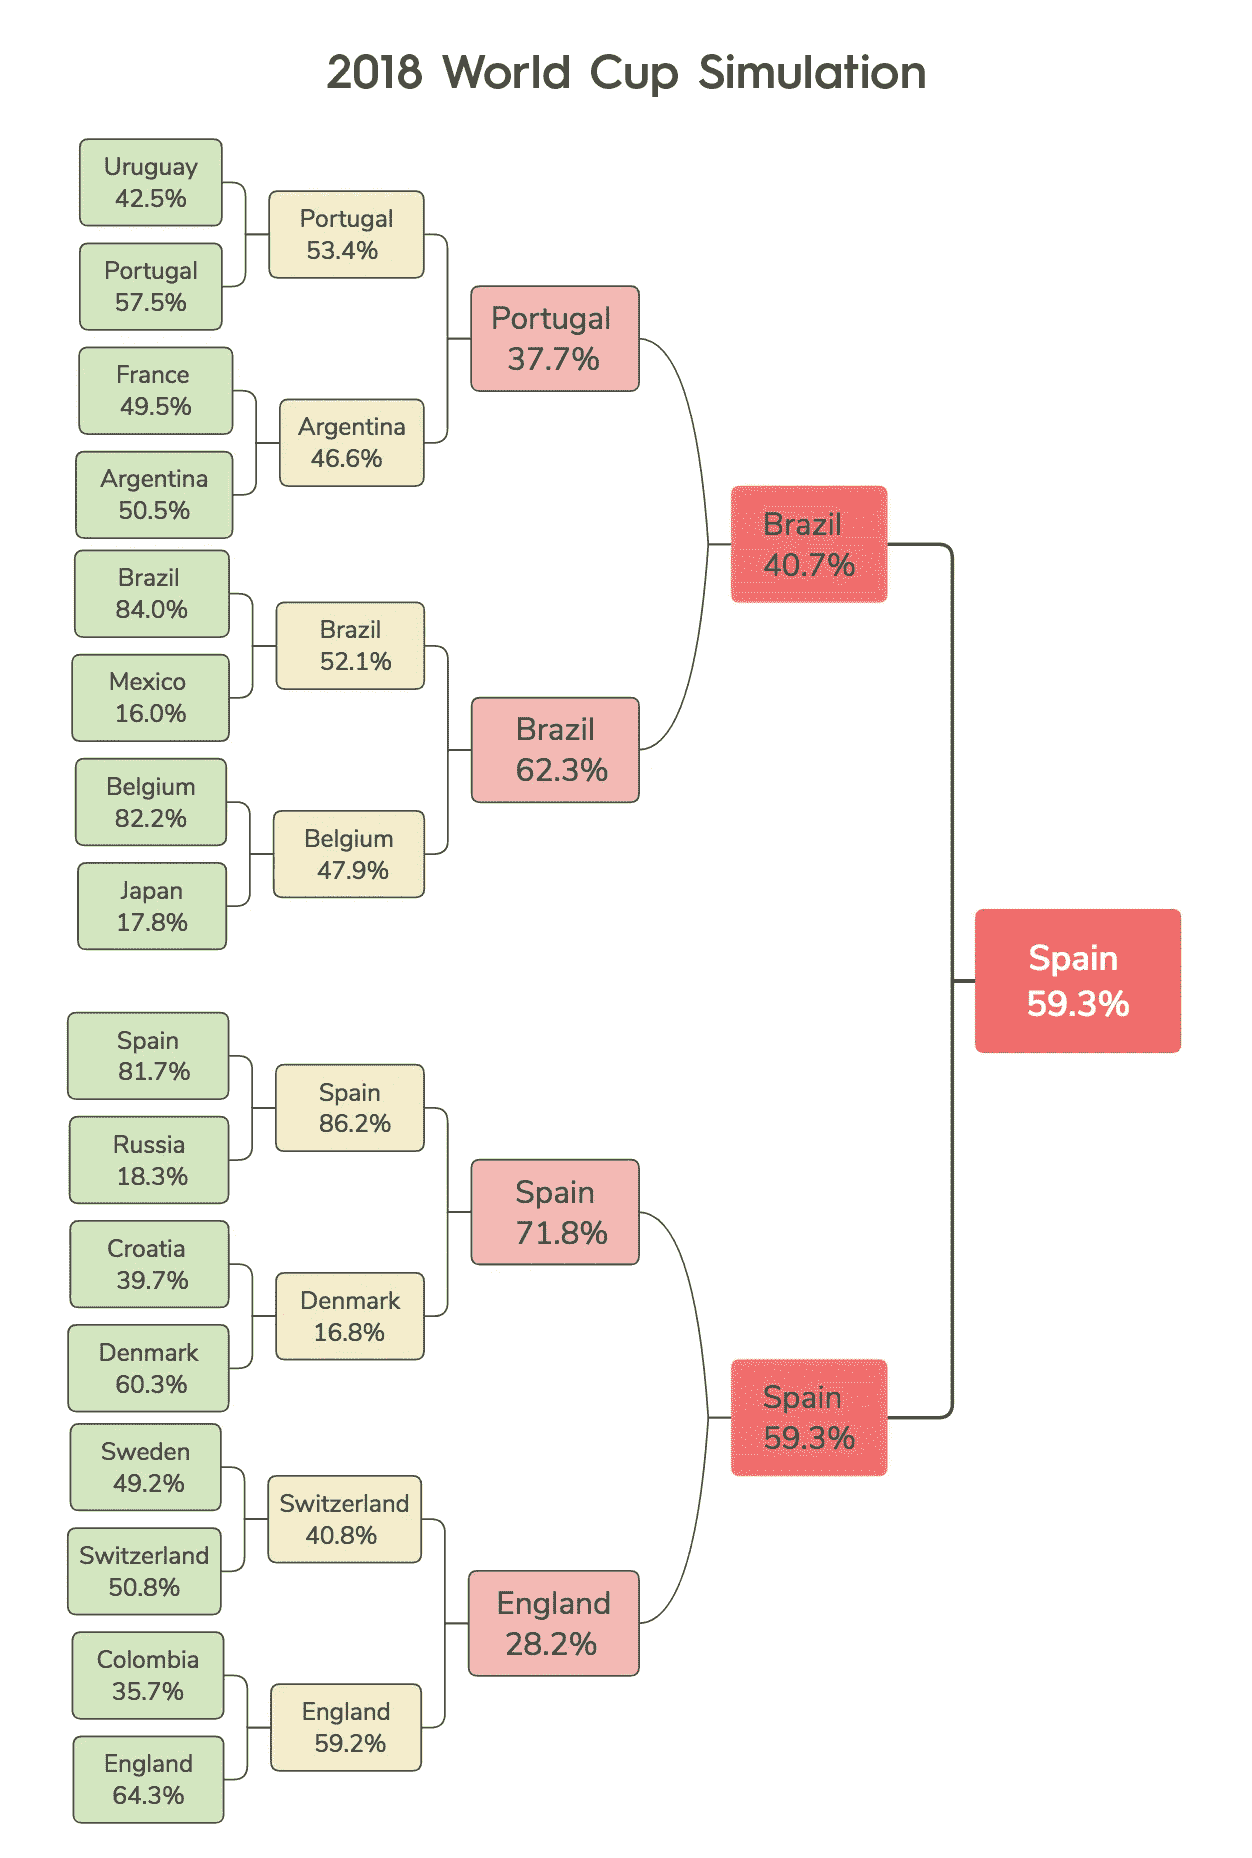 2018 World Cup Simulation
Uruguay
42.5%
Portugal
57.5%
France
49.5%
Argentina
50.5%
Brazil
84.0%
Mexico
16.0%
Belgium
82.2%
Japan
17.8%
Spain
81.7%
Russia
18.3%
Croatia
39.7%
Denmark
60.3%
Sweden
49.2%
Switzerland
50.8%
Colombia
35.7%
England
64.3%
Portugal
53.4%
Argentina
46.6%
Brazil
52.1%
Belgium
47.9%
Spain
86.2%
Denmark
16.8%
Switzerland
40.8%
England
59.2%
Portugal
37.7%
Brazil
62.3%
Spain
71.8%
England
28.2%
Brazil
40.7%
Spain
59.3%
Spain
59.3%